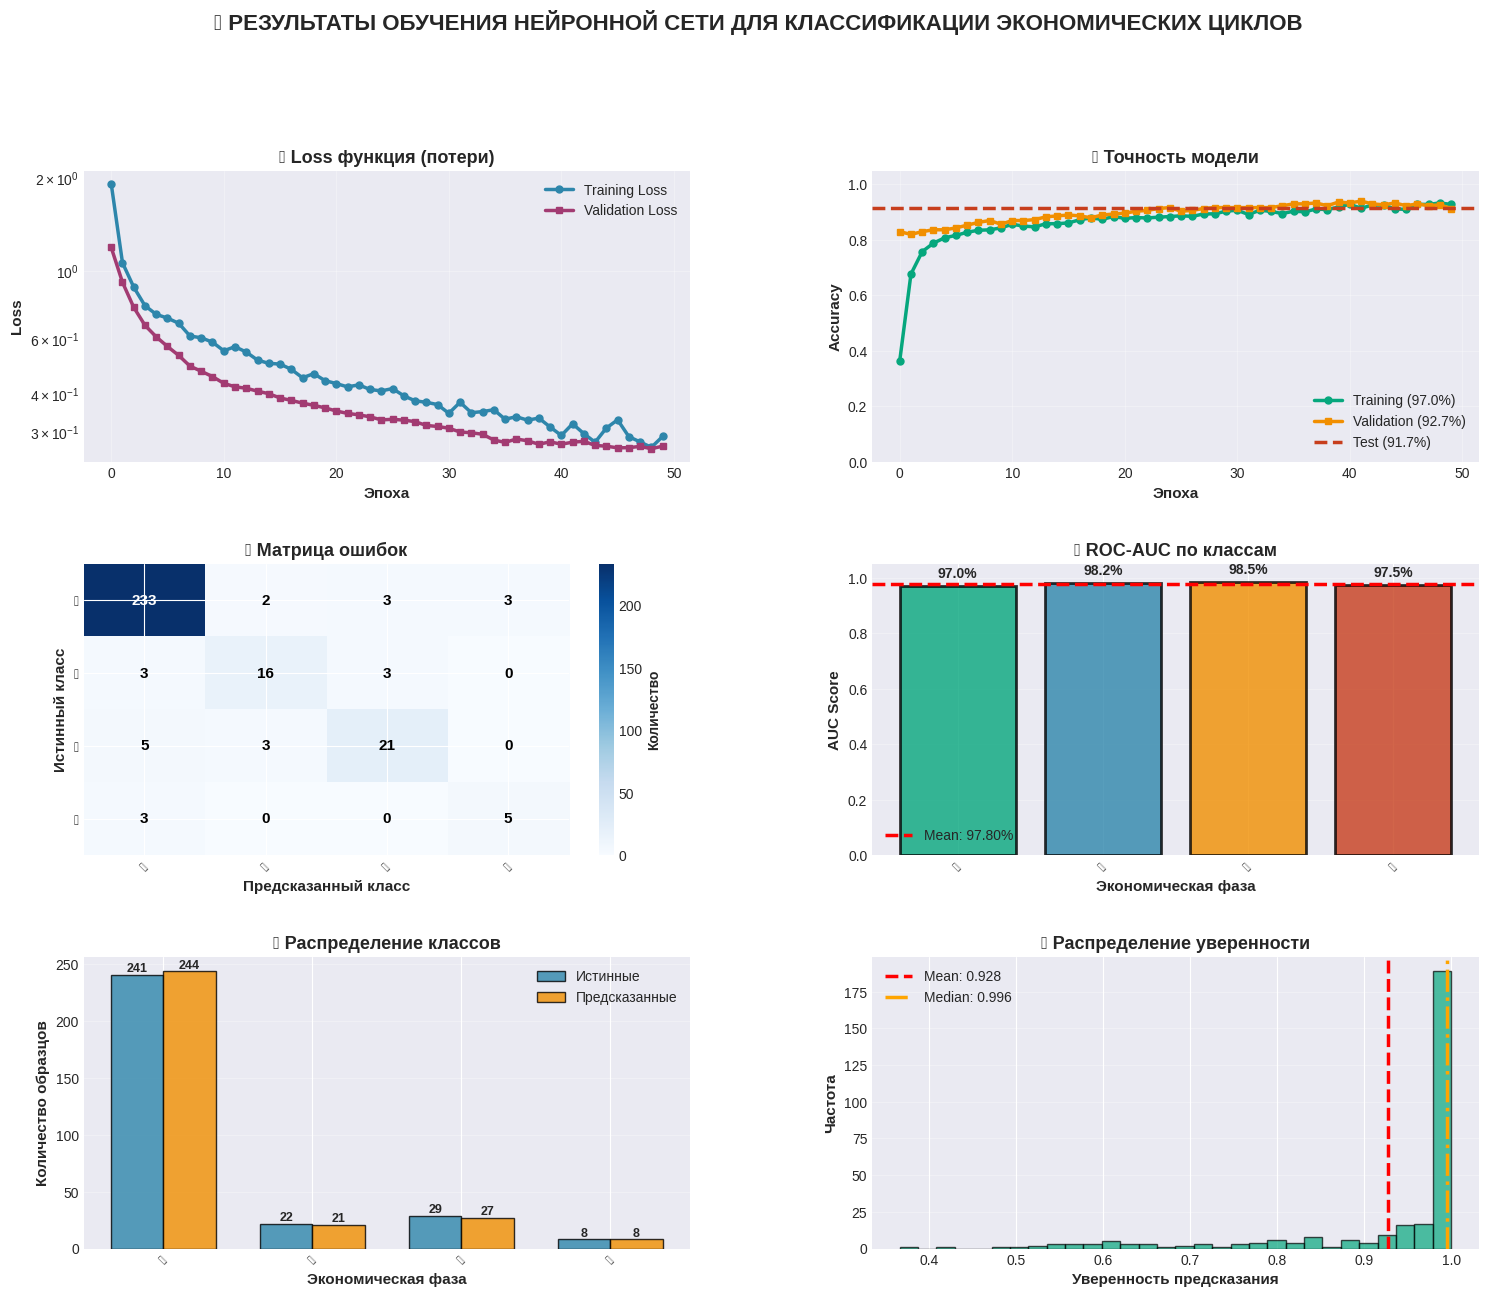 РЕЗУЛЬТАТЫ ОБУЧЕНИЯ НЕЙРОННОЙ СЕТИ ДЛЯ КЛАССИФИКАЦИИ ЭКОНОМИЧЕСКИХ ЦИКЛОВ
Loss функция (потери)
2 × 10⁰
10⁰
6 × 10⁻¹
4 × 10⁻¹
3 × 10⁻¹
Loss
Training Loss
Validation Loss
0 10 20 30 40 50
Эпоха
Точность модели
1.0
0.8
0.6
0.4
0.2
0.0
Accuracy
Training (97.0%)
Validation (92.7%)
Test (91.7%)
0 10 20 30 40 50
Эпоха
Матрица ошибок
Истинный класс
233 2 3 3
3 16 3 0
5 3 21 0
3 0 0 5
Предсказанный класс
200
150
100
50
0
Количество
ROC-AUC по классам
1.0
0.8
0.6
0.4
0.2
0.0
AUC Score
97.0% 98.2% 98.5% 97.5%
Mean: 97.80%
Экономическая фаза
Распределение классов
250
200
150
100
50
0
Количество образцов
241 244
22 21
29 27
8 8
Истинные
Предсказанные
Экономическая фаза
Распределение уверенности
175
150
125
100
75
50
25
0
Частота
Mean: 0.928
Median: 0.996
0.4 0.5 0.6 0.7 0.8 0.9 1.0
Уверенность предсказания